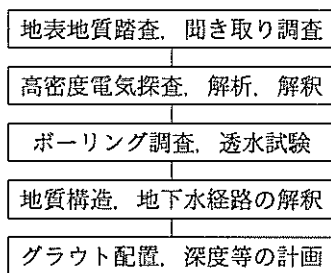 地表地質踏査，聞き取り調査
高密度電気探査，解析，解釈
ボーリング調査，透水試験
地質構造，地下水経路の解釈
グラウト配置，深度等の計画